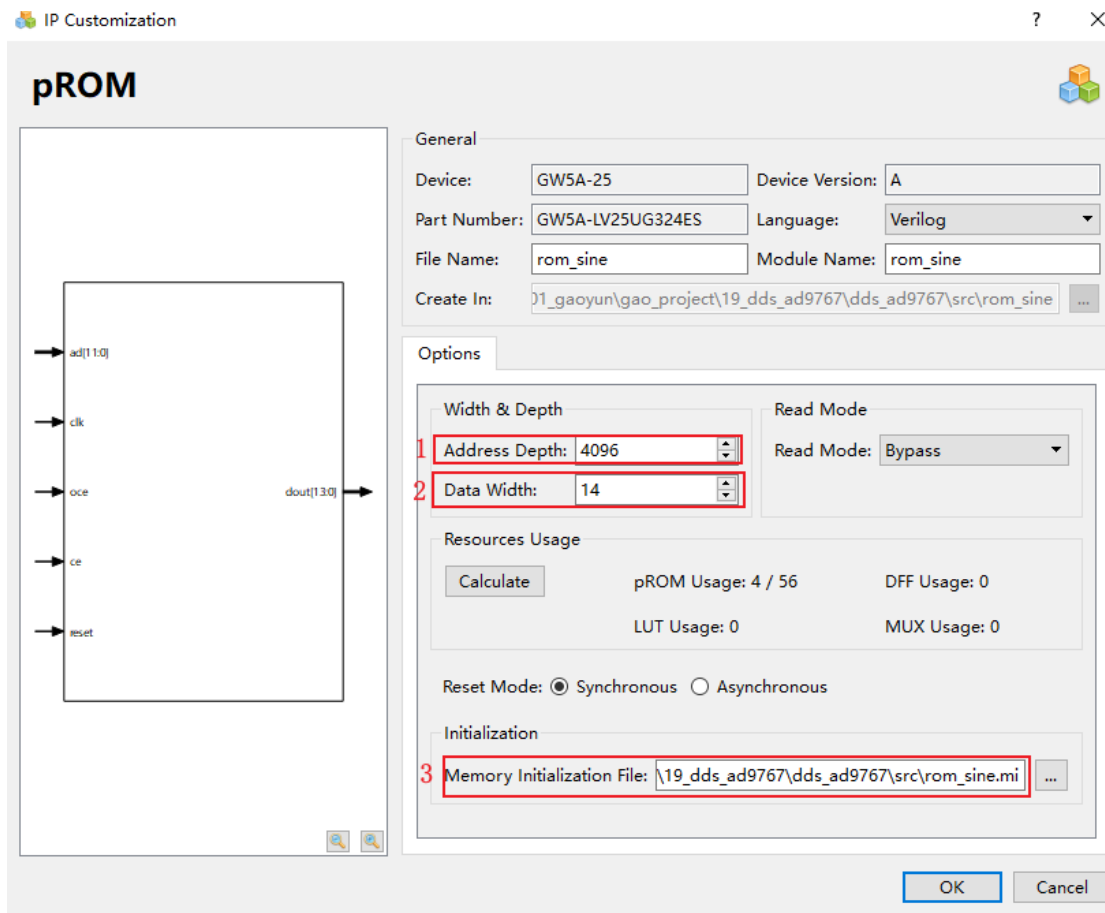 IP Customization ? ×
pROM
General
Device: GW5A-25 Device Version: A
Part Number: GW5A-LV25UG324ES Language: Verilog
File Name: rom_sine Module Name: rom_sine
Create In: 01_gaoyun\gao_project\19_dds_ad9767\dds_ad9767\src\rom_sine ...
Options
Width & Depth Read Mode
1 Address Depth: 4096 Read Mode: Bypass
2 Data Width: 14
Resources Usage
Calculate pROM Usage: 4 / 56 DFF Usage: 0
LUT Usage: 0 MUX Usage: 0
Reset Mode: Synchronous Asynchronous
Initialization
3 Memory Initialization File: \19_dds_ad9767\dds_ad9767\src\rom_sine.mi ...
ad[11:0]
clk
oce dout[13:0]
ce
reset
OK Cancel